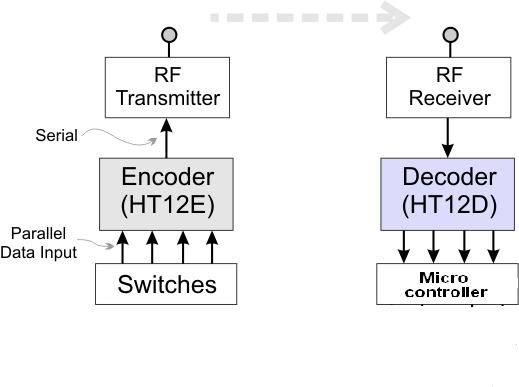 RF
Transmitter
RF
Receiver
Serial
Encoder
(HT12E)
Decoder
(HT12D)
Parallel
Data Input
Switches
Micro
controller